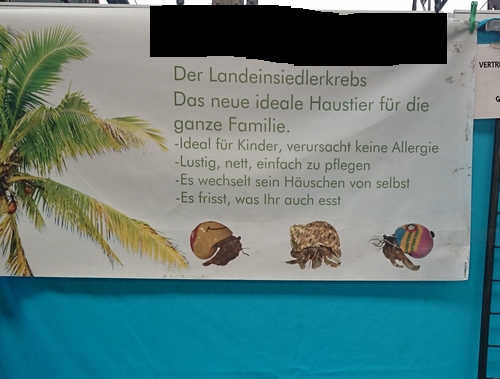 Der Landeinsiedlerkrebs
Das neue ideale Haustier für die
ganze Familie.
-Ideal für Kinder, verursacht keine Allergie
-Lustig, nett, einfach zu pflegen
-Es wechselt sein Häuschen von selbst
-Es frisst, was Ihr auch esst